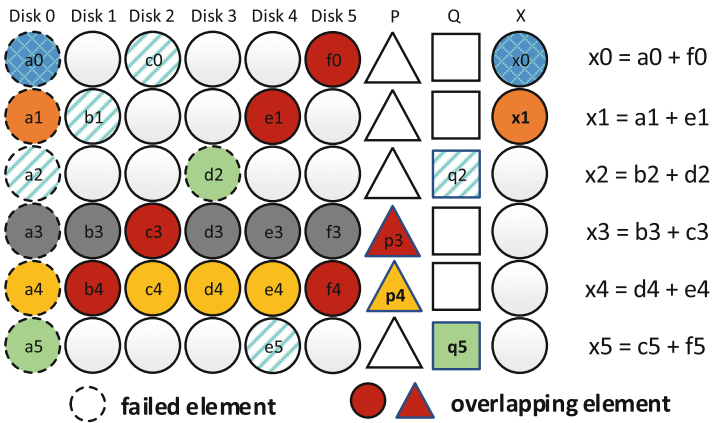 Disk 0 Disk 1 Disk 2 Disk 3 Disk 4 Disk 5 P Q X
a0 c0 f0 x0 x0 = a0 + f0
a1 b1 e1 x1 x1 = a1 + e1
a2 d2 q2 x2 = b2 + d2
a3 b3 c3 d3 e3 f3 p3 x3 = b3 + c3
a4 b4 c4 d4 e4 f4 p4 x4 = d4 + e4
a5 e5 q5 x5 = c5 + f5
failed element overlapping element